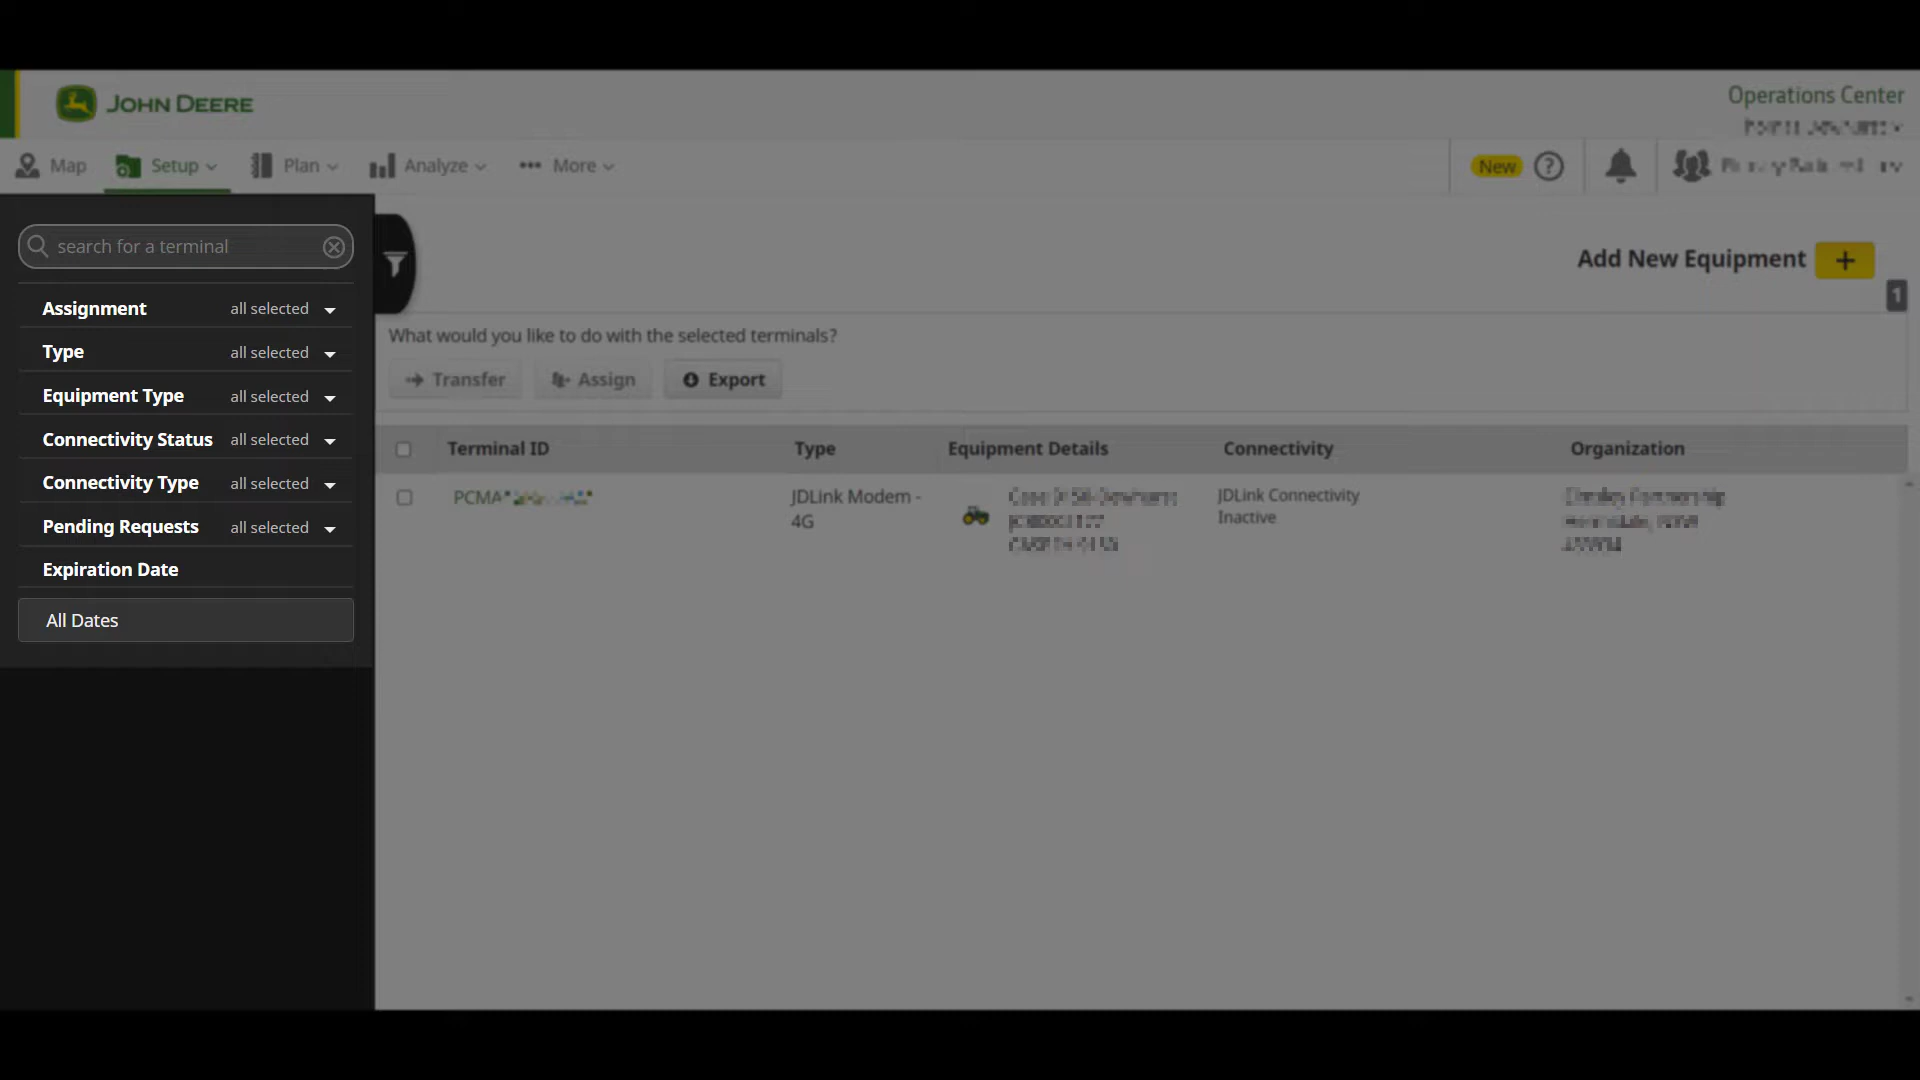 JOHN DEERE
Operations Center
Map
Setup
Plan
Analyze
More
New
?
search for a terminal
Assignment all selected
Type all selected
Equipment Type all selected
Connectivity Status all selected
Connectivity Type all selected
Pending Requests all selected
Expiration Date
All Dates
Add New Equipment +
1
What would you like to do with the selected terminals?
Transfer
Assign
Export
Terminal ID Type Equipment Details Connectivity Organization
PCMA
JDLink Modem -
4G
JDLink Connectivity
Inactive